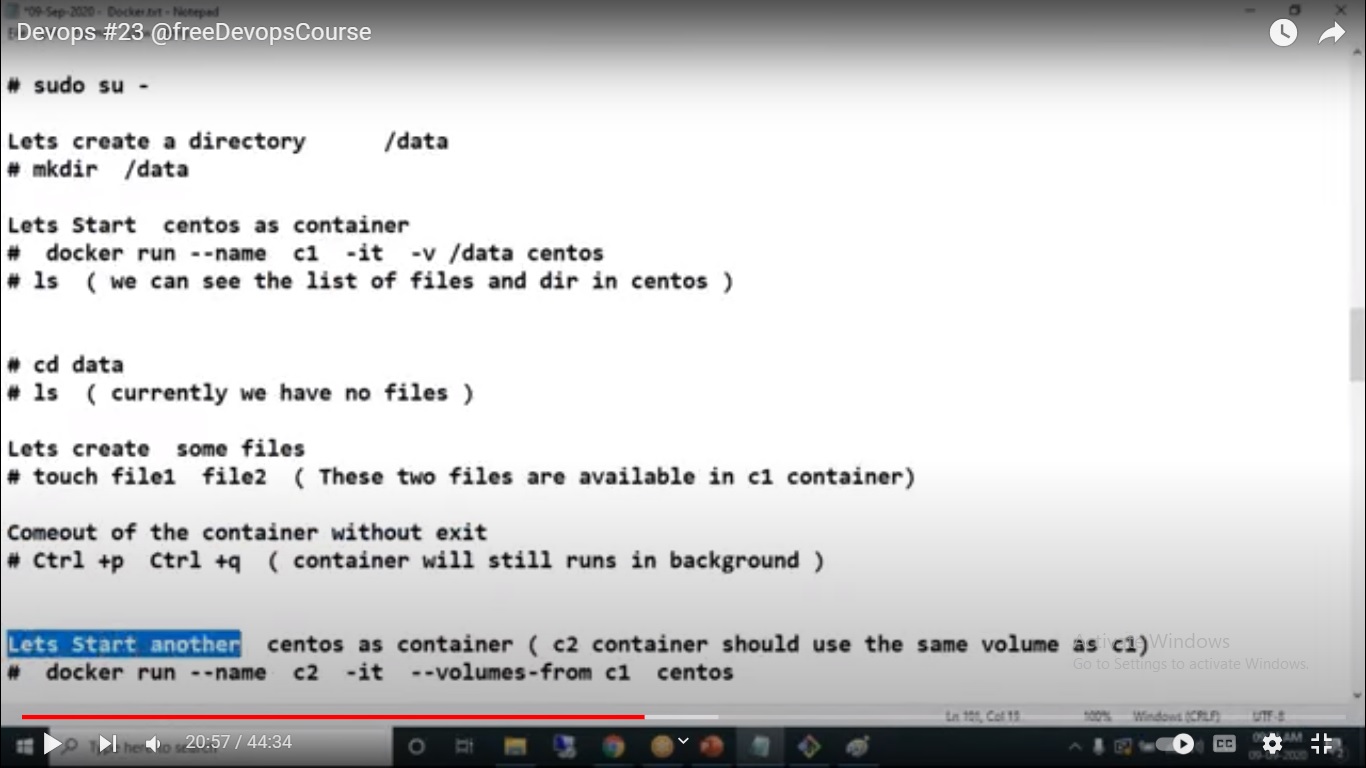 *09-Sep-2020 - Docker.txt - Notepad
Devops #23 @freeDevopsCourse
# sudo su -
Lets create a directory /data
# mkdir /data
Lets Start centos as container
# docker run --name c1 -it -v /data centos
# ls ( we can see the list of files and dir in centos )
# cd data
# ls ( currently we have no files )
Lets create some files
# touch file1 file2 ( These two files are available in c1 container)
Comeout of the container without exit
# Ctrl +p Ctrl +q ( container will still runs in background )
Lets Start another centos as container ( c2 container should use the same volume as c1)
# docker run --name c2 -it --volumes-from c1 centos
Activate Windows
Go to Settings to activate Windows.
100% Windows (CRLF) UTF-8
here to search
20:57 / 44:34
CC
AM
09-09-2020